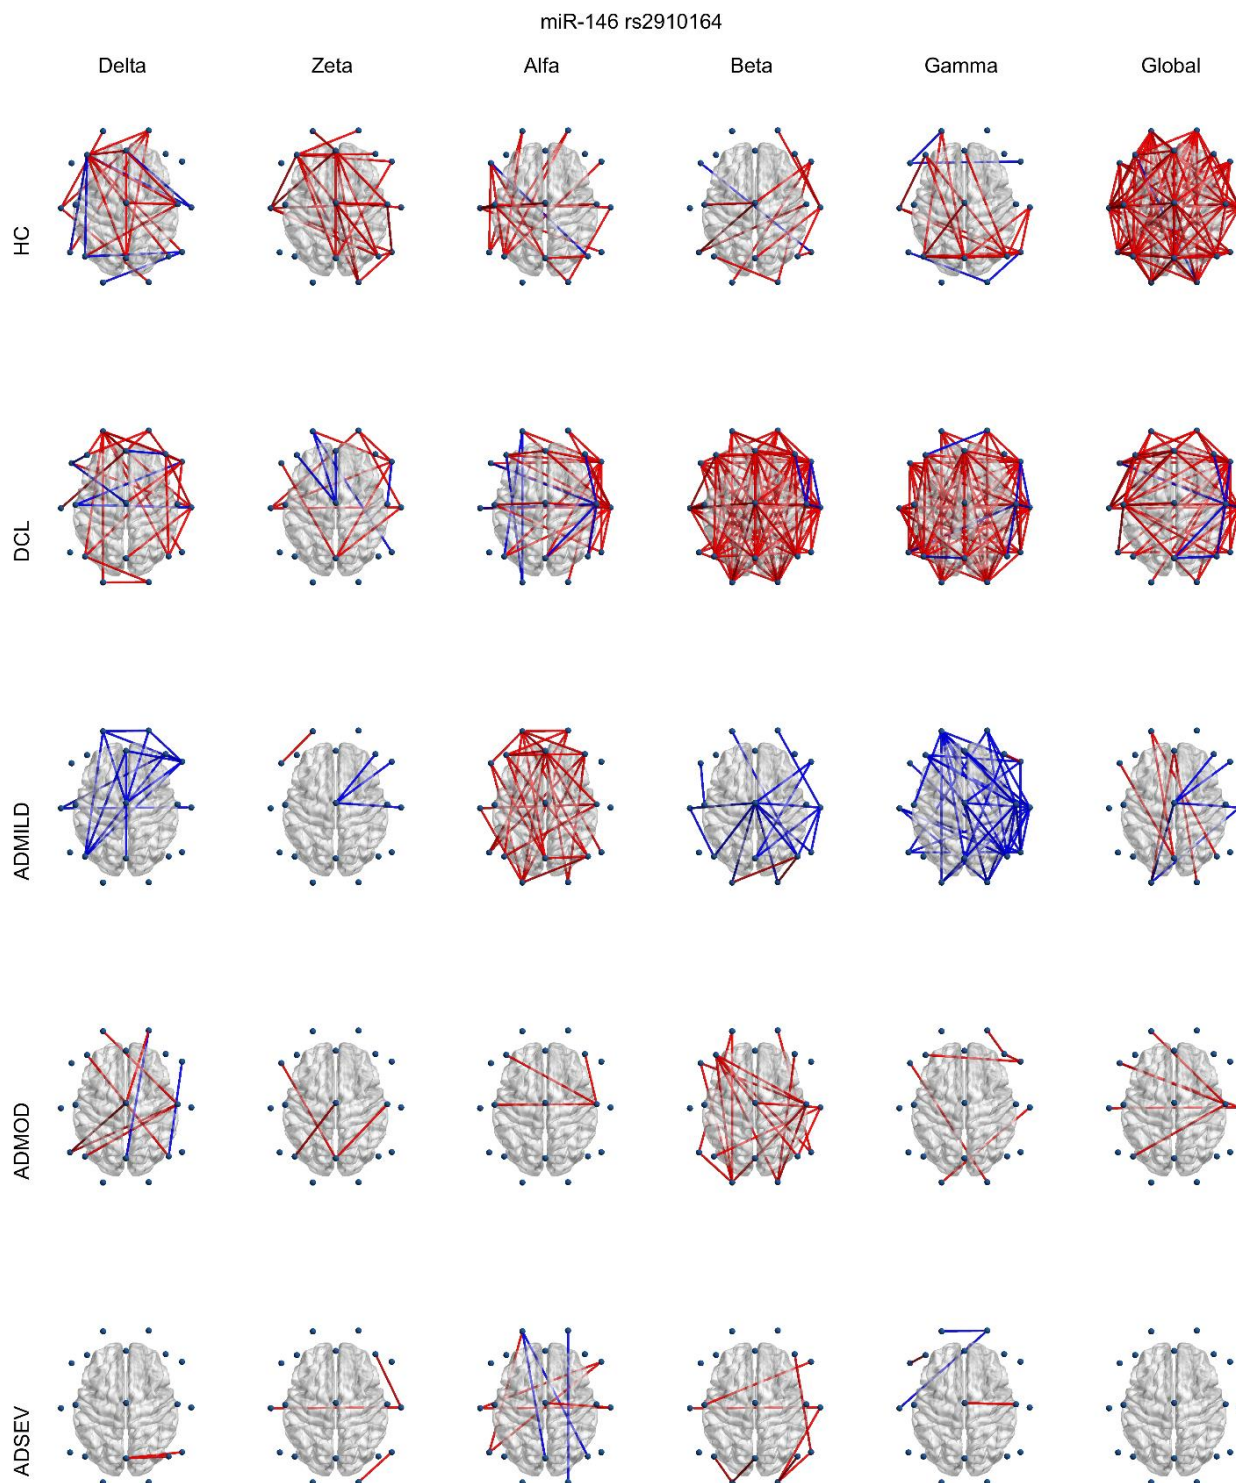 miR-146 rs2910164
Delta Zeta Alfa Beta Gamma Global
HC
DCL
ADMILD
ADMOD
ADSEV